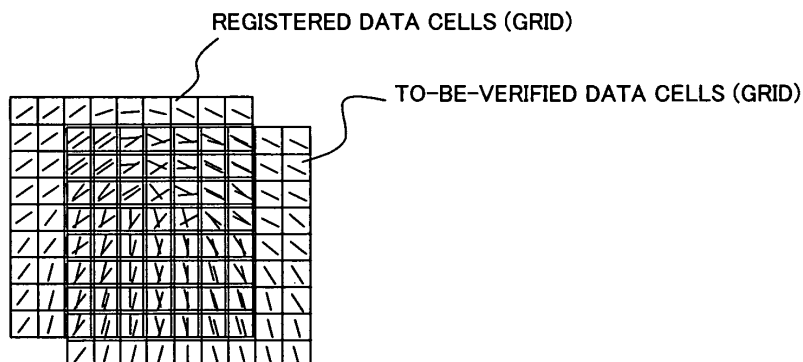 REGISTERED DATA CELLS (GRID)
TO-BE-VERIFIED DATA CELLS (GRID)